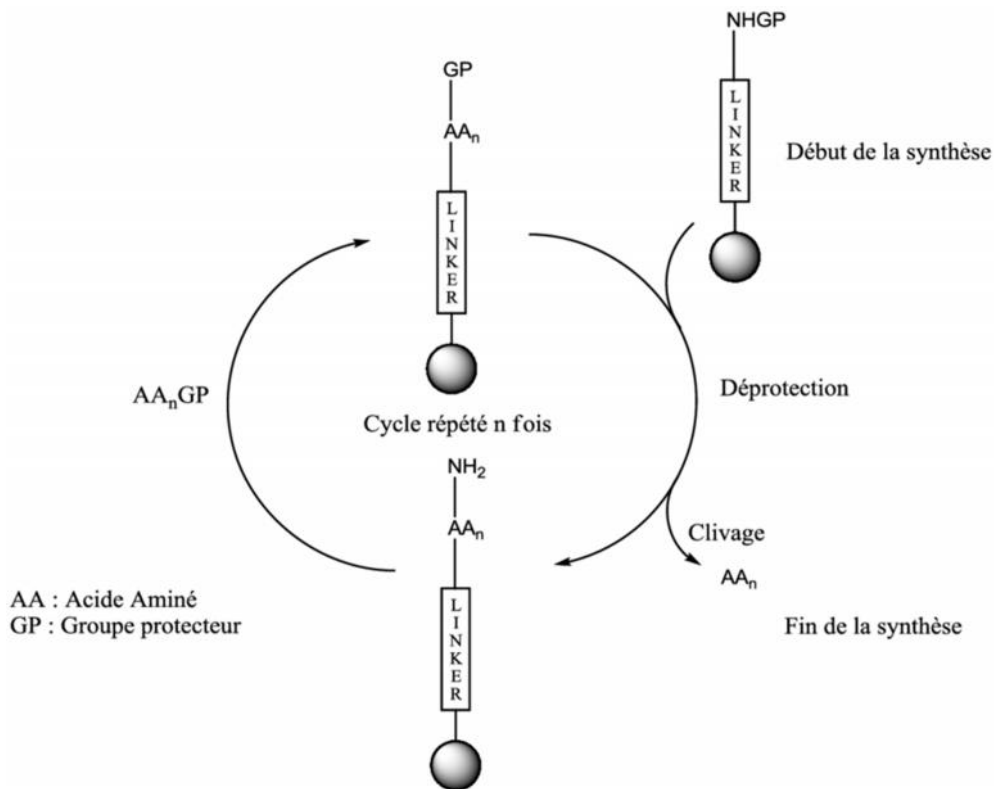 NHGP
LINKER
Début de la synthèse
GP
AAn
LINKER
AAnGP
Déprotection
Cycle répété n fois
NH2
AAn
LINKER
Clivage
AAn
AA : Acide Aminé
GP : Groupe protecteur
Fin de la synthèse